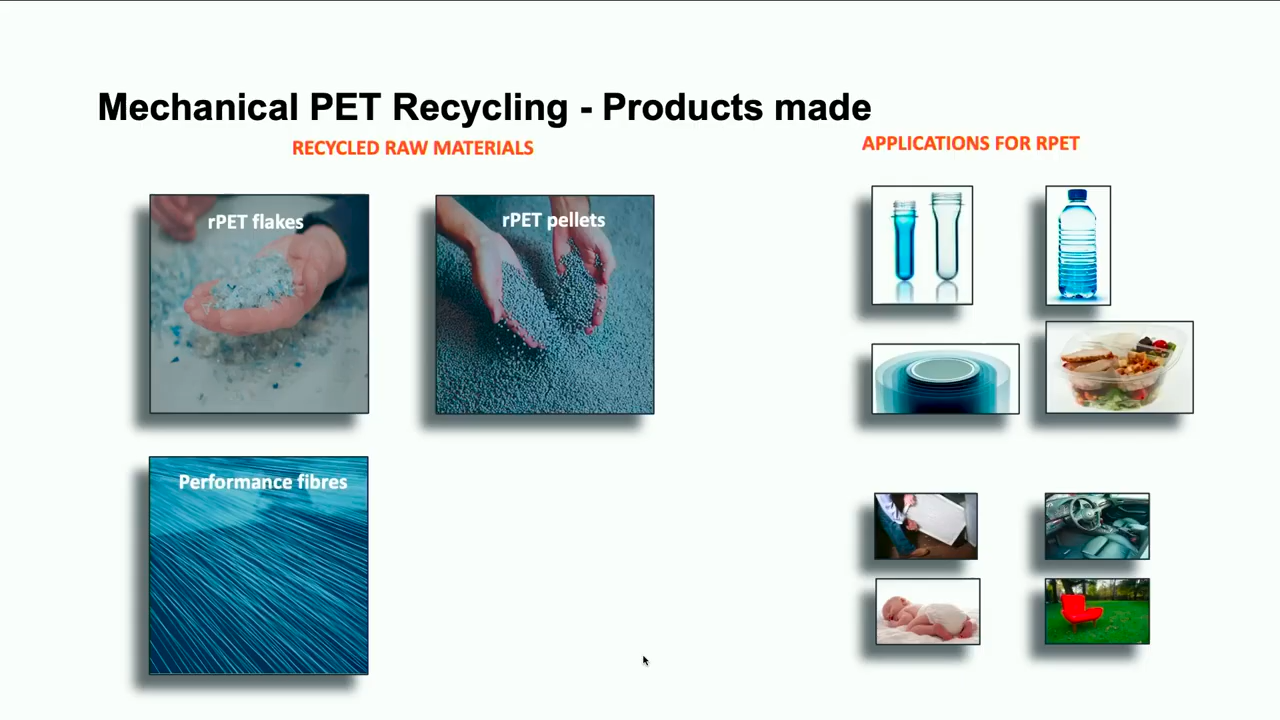 Mechanical PET Recycling - Products made
RECYCLED RAW MATERIALS
APPLICATIONS FOR RPET
rPET flakes
rPET pellets
Performance fibres